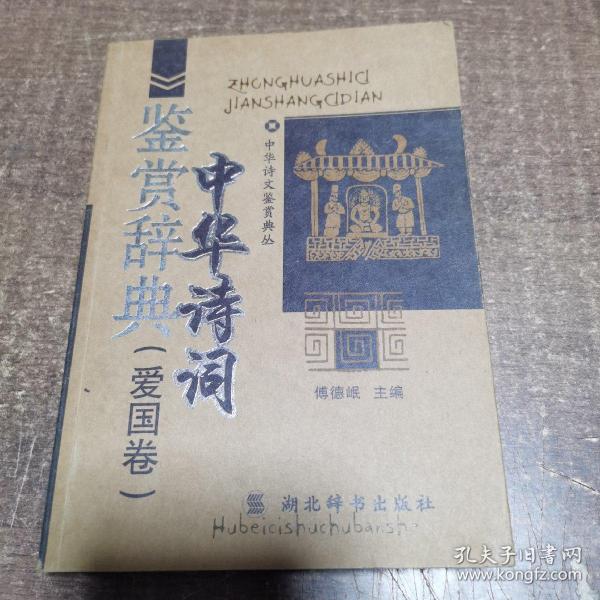 ZHONGHUASHICI
JIANSHANGCIDIAN
中华诗文鉴赏典丛
中华诗词
鉴赏辞典
(爱国卷)
傅德岷 主编
湖北辞书出版社
Hubeicishuchubanshe
孔夫子旧书网
www.kongfz.com